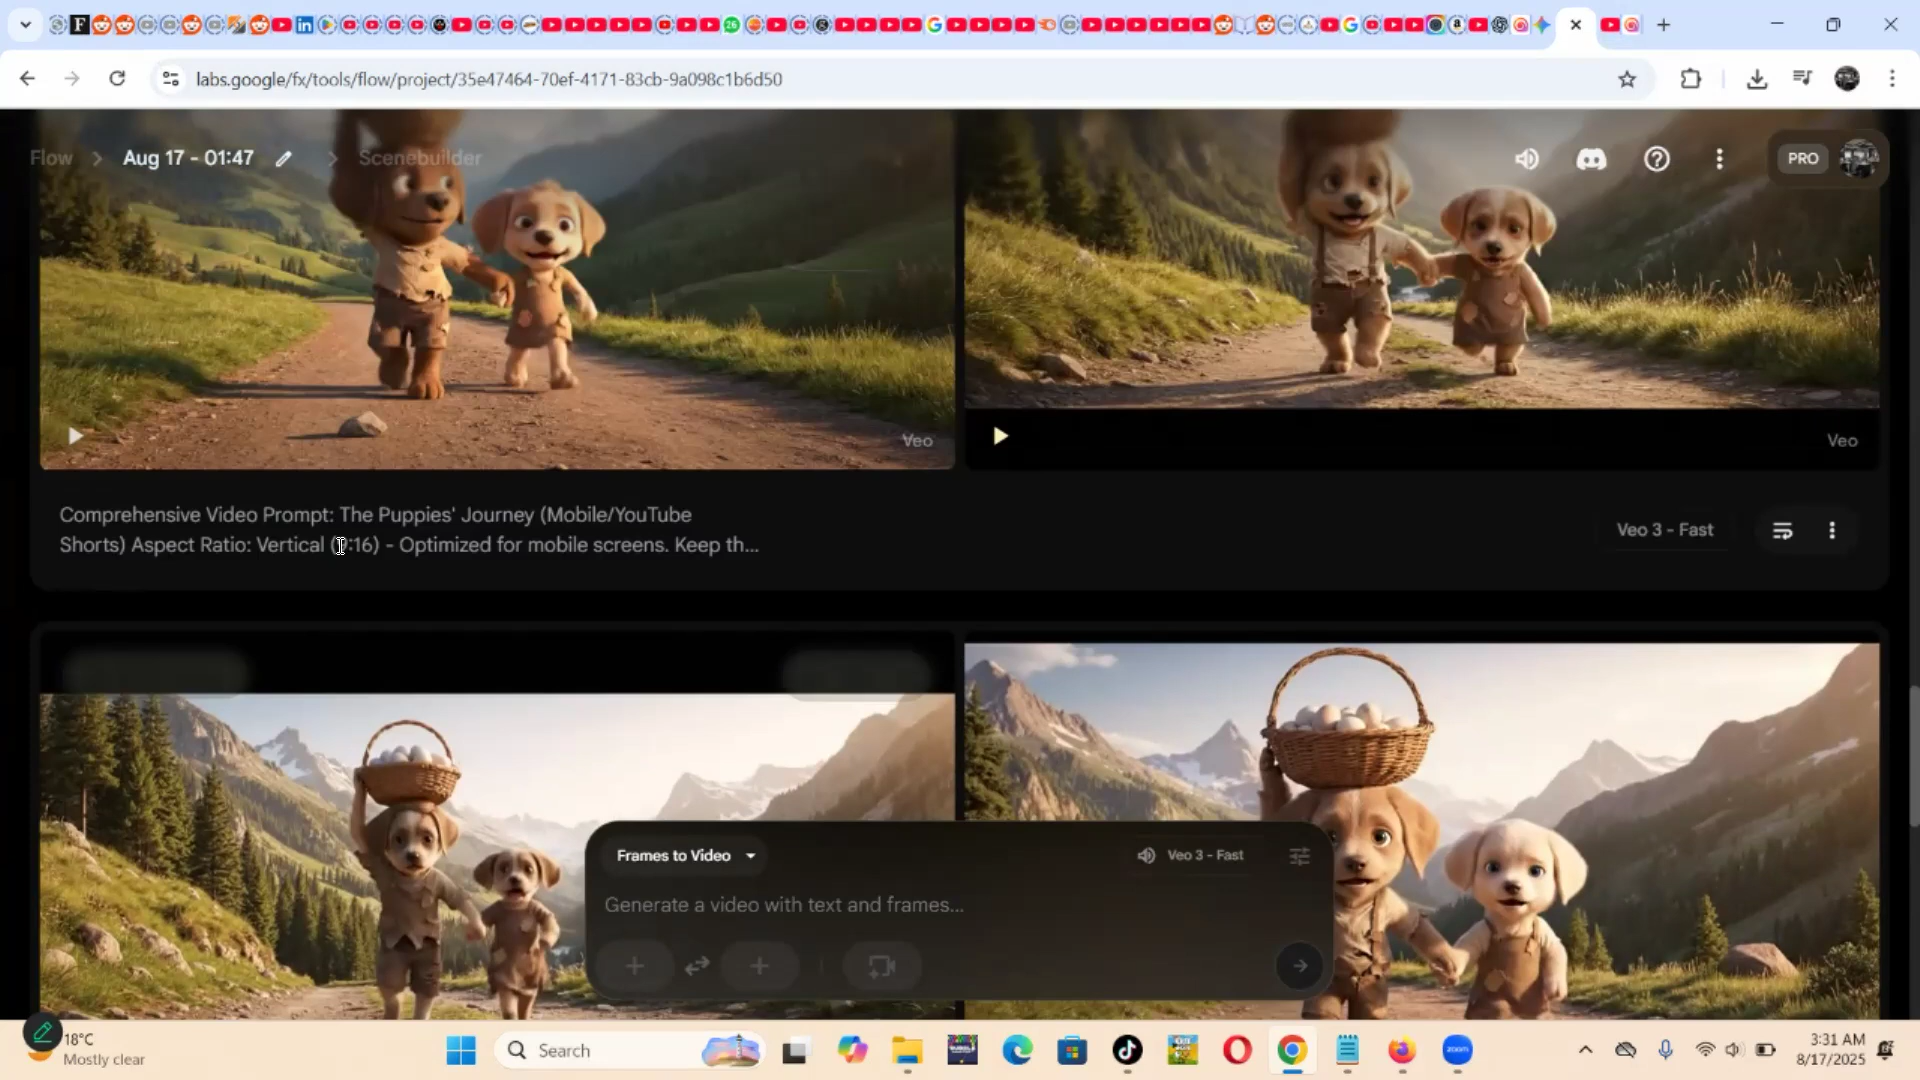 labs.google/fx/tools/flow/project/35e47464-70ef-4171-83cb-9a098c1b6d50
Flow
Aug 17 - 01:47
Scenebuilder
PRO
Veo
Veo
Comprehensive Video Prompt: The Puppies' Journey (Mobile/YouTube
Shorts) Aspect Ratio: Vertical (9:16) - Optimized for mobile screens. Keep th...
Veo 3 - Fast
Frames to Video
Veo 3 - Fast
Generate a video with text and frames...
18°C
Mostly clear
Search
zoom
3:31 AM
8/17/2025